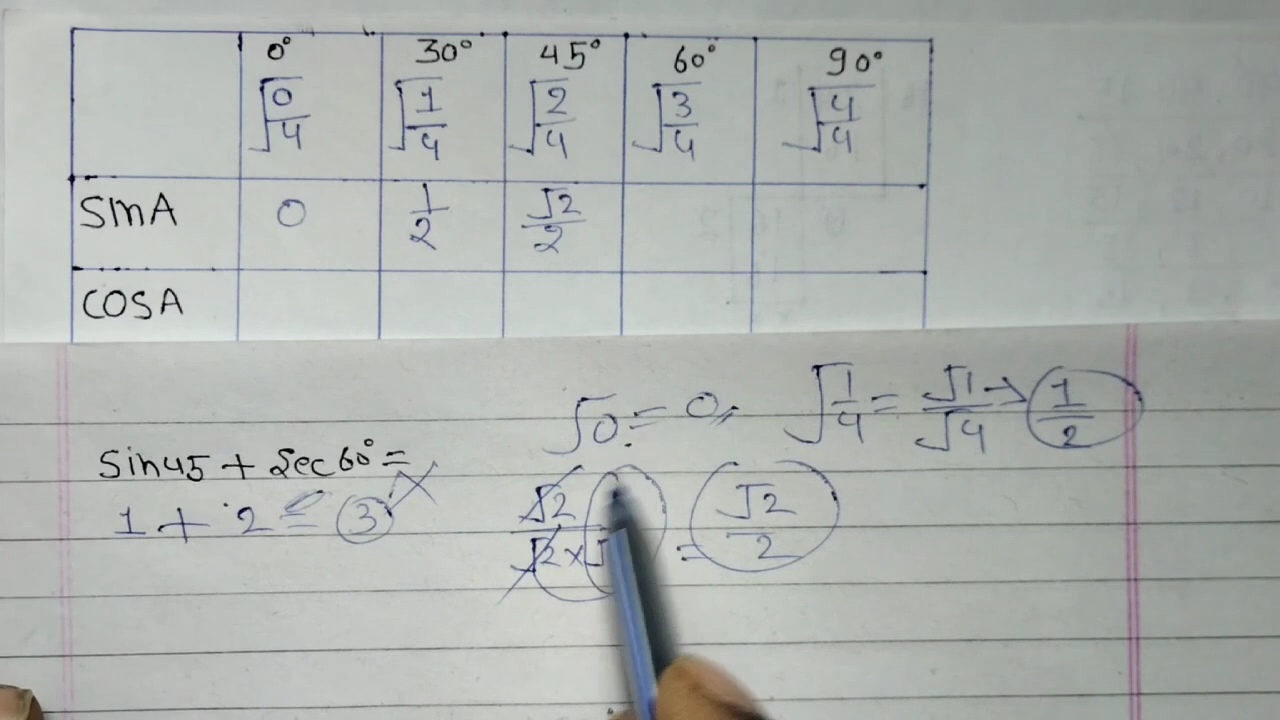 0° 30° 45° 60° 90°
√0/4 √1/4 √2/4 √3/4 √4/4
SinA 0 1/2 √2/2
COSA
√0 = 0, √1/4 = √1/√4 → 1/2
Sin45 + Sec60° =
1 + 2 = 3
√2/√2×√ = √2/2